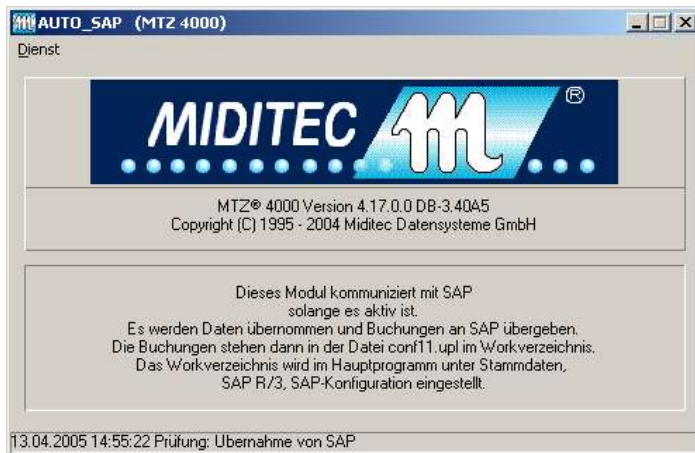 AUTO_SAP (MTZ 4000)
Dienst
MIDITEC m ®
MTZ® 4000 Version 4.17.0.0 DB-3.40A5
Copyright (C) 1995 - 2004 Miditec Datensysteme GmbH
Dieses Modul kommuniziert mit SAP
solange es aktiv ist.
Es werden Daten übernommen und Buchungen an SAP übergeben.
Die Buchungen stehen dann in der Datei conf11.upl im Workverzeichnis.
Das Workverzeichnis wird im Hauptprogramm unter Stammdaten,
SAP R/3, SAP-Konfiguration eingestellt.
13.04.2005 14:55:22 Prüfung: Übernahme von SAP